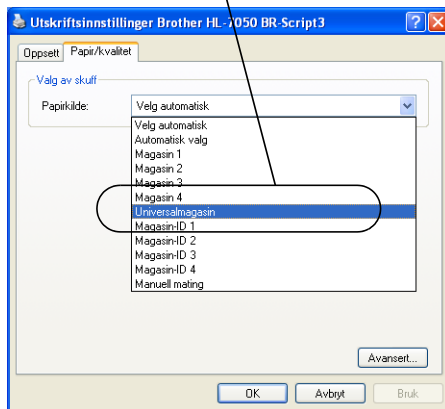 Utskriftsinnstillinger Brother HL-7050 BR-Script3
Oppsett Papir/kvalitet
Valg av skuff
Papirkilde: Velg automatisk
Velg automatisk
Automatisk valg
Magasin 1
Magasin 2
Magasin 3
Magasin 4
Universalmagasin
Magasin-ID 1
Magasin-ID 2
Magasin-ID 3
Magasin-ID 4
Manuell mating
Avansert...
OK Avbryt Bruk